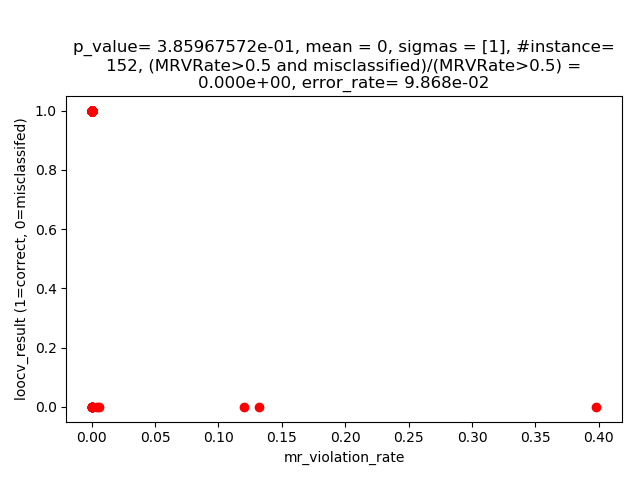 p_value= 3.85967572e-01, mean = 0, sigmas = [1], #instance=
152, (MRVRate>0.5 and misclassified)/(MRVRate>0.5) =
0.000e+00, error_rate= 9.868e-02
1.0
0.8
0.6
0.4
0.2
0.0
loocv_result (1=correct, 0=misclassifed)
0.00 0.05 0.10 0.15 0.20 0.25 0.30 0.35 0.40
mr_violation_rate